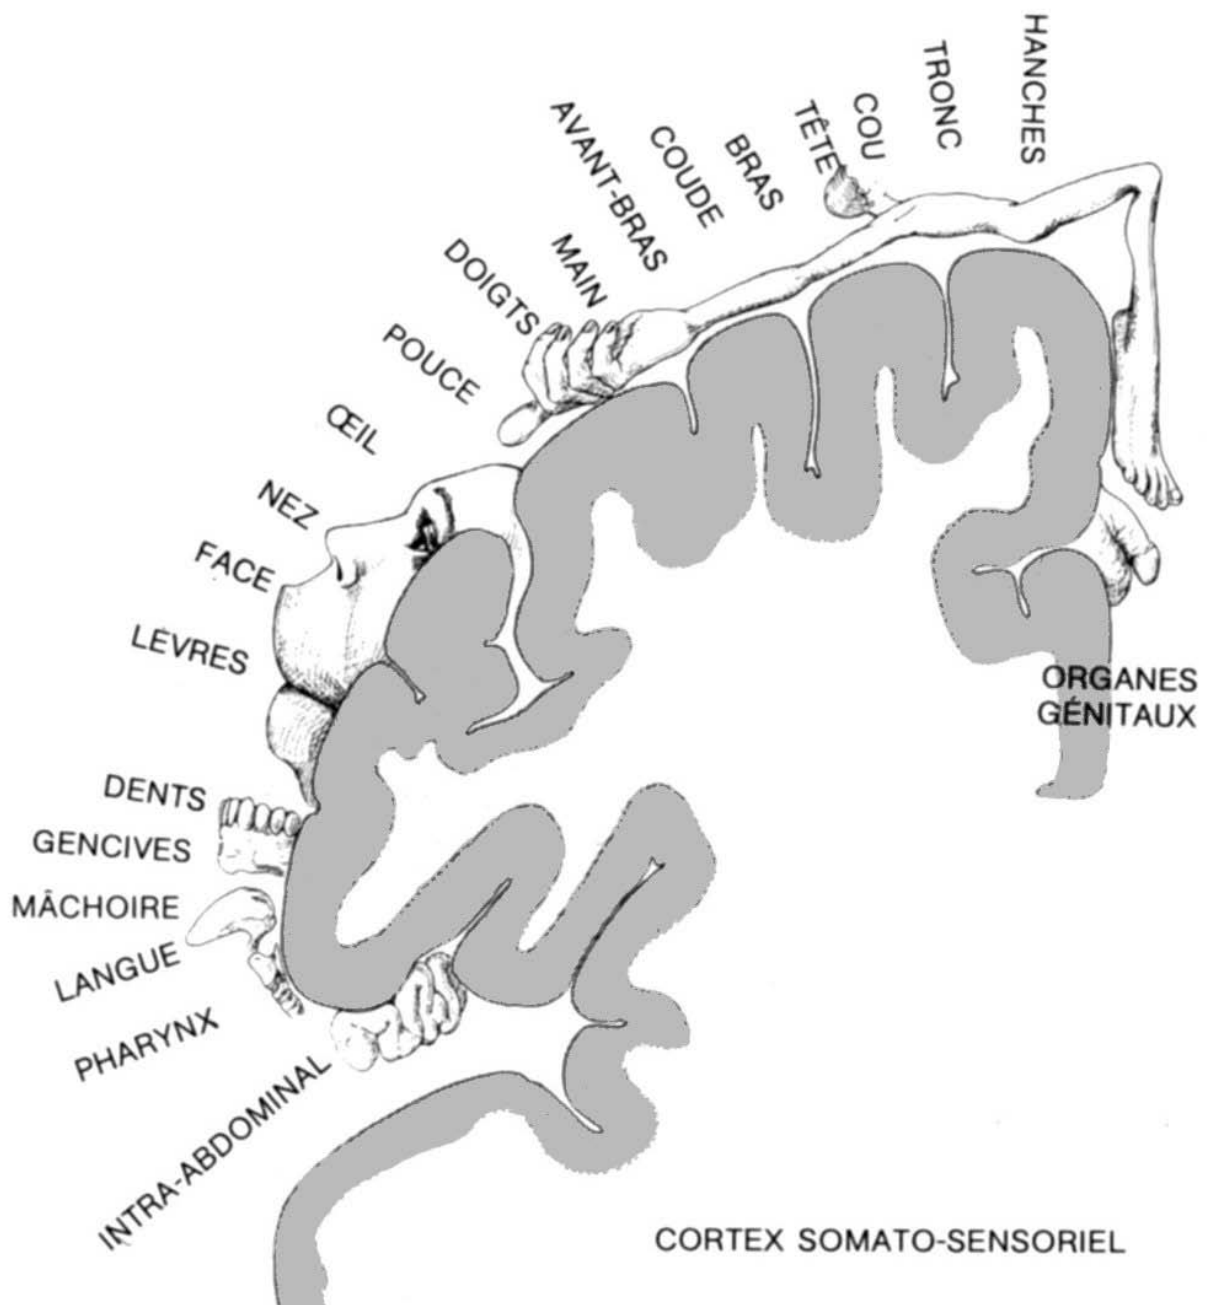 HANCHES
TRONC
COU
TÊTE
BRAS
COUDE
AVANT-BRAS
MAIN
DOIGTS
POUCE
ŒIL
NEZ
FACE
LÈVRES
DENTS
GENCIVES
MÂCHOIRE
LANGUE
PHARYNX
INTRA-ABDOMINAL
ORGANES
GÉNITAUX
CORTEX SOMATO-SENSORIEL